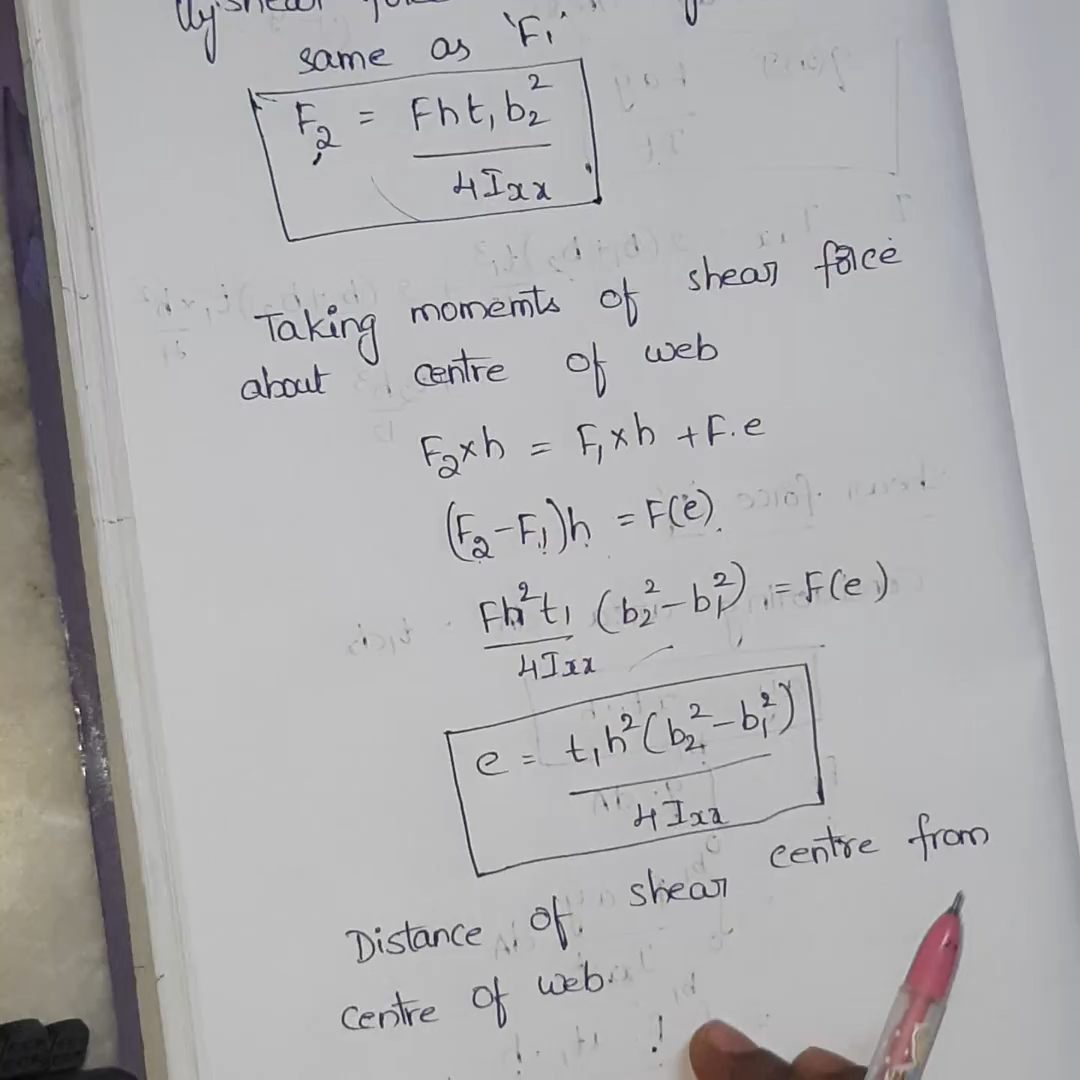 same as 'F₁'
F₂ = Fht₁b₂² / 4Ixx
Taking moments of shear force
about centre of web
F₂×h = F₁×h + F.e
(F₂-F₁)h = F(e)
Fh²t₁ / 4Ixx (b₂²-b₁²) = F(e)
e = t₁h²(b₂²-b₁²) / 4Ixx
Distance of shear centre from
centre of web.